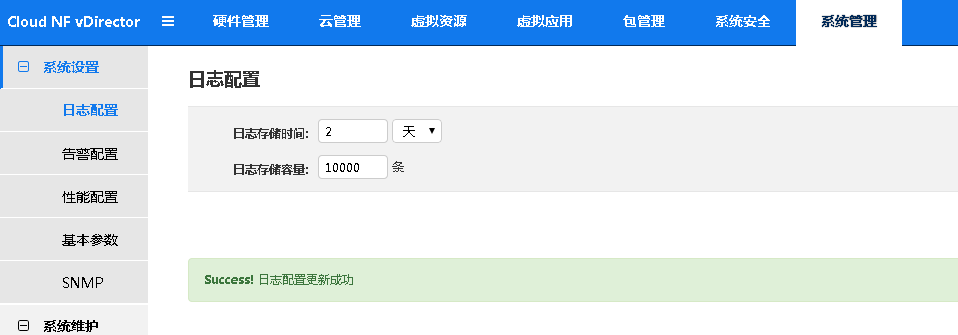 Cloud NF vDirector 硬件管理 云管理 虚拟资源 虚拟应用 包管理 系统安全 系统管理
系统设置
日志配置
告警配置
性能配置
基本参数
SNMP
系统维护
日志配置
日志存储时间: 2 天
日志存储容量: 10000 条
Success! 日志配置更新成功